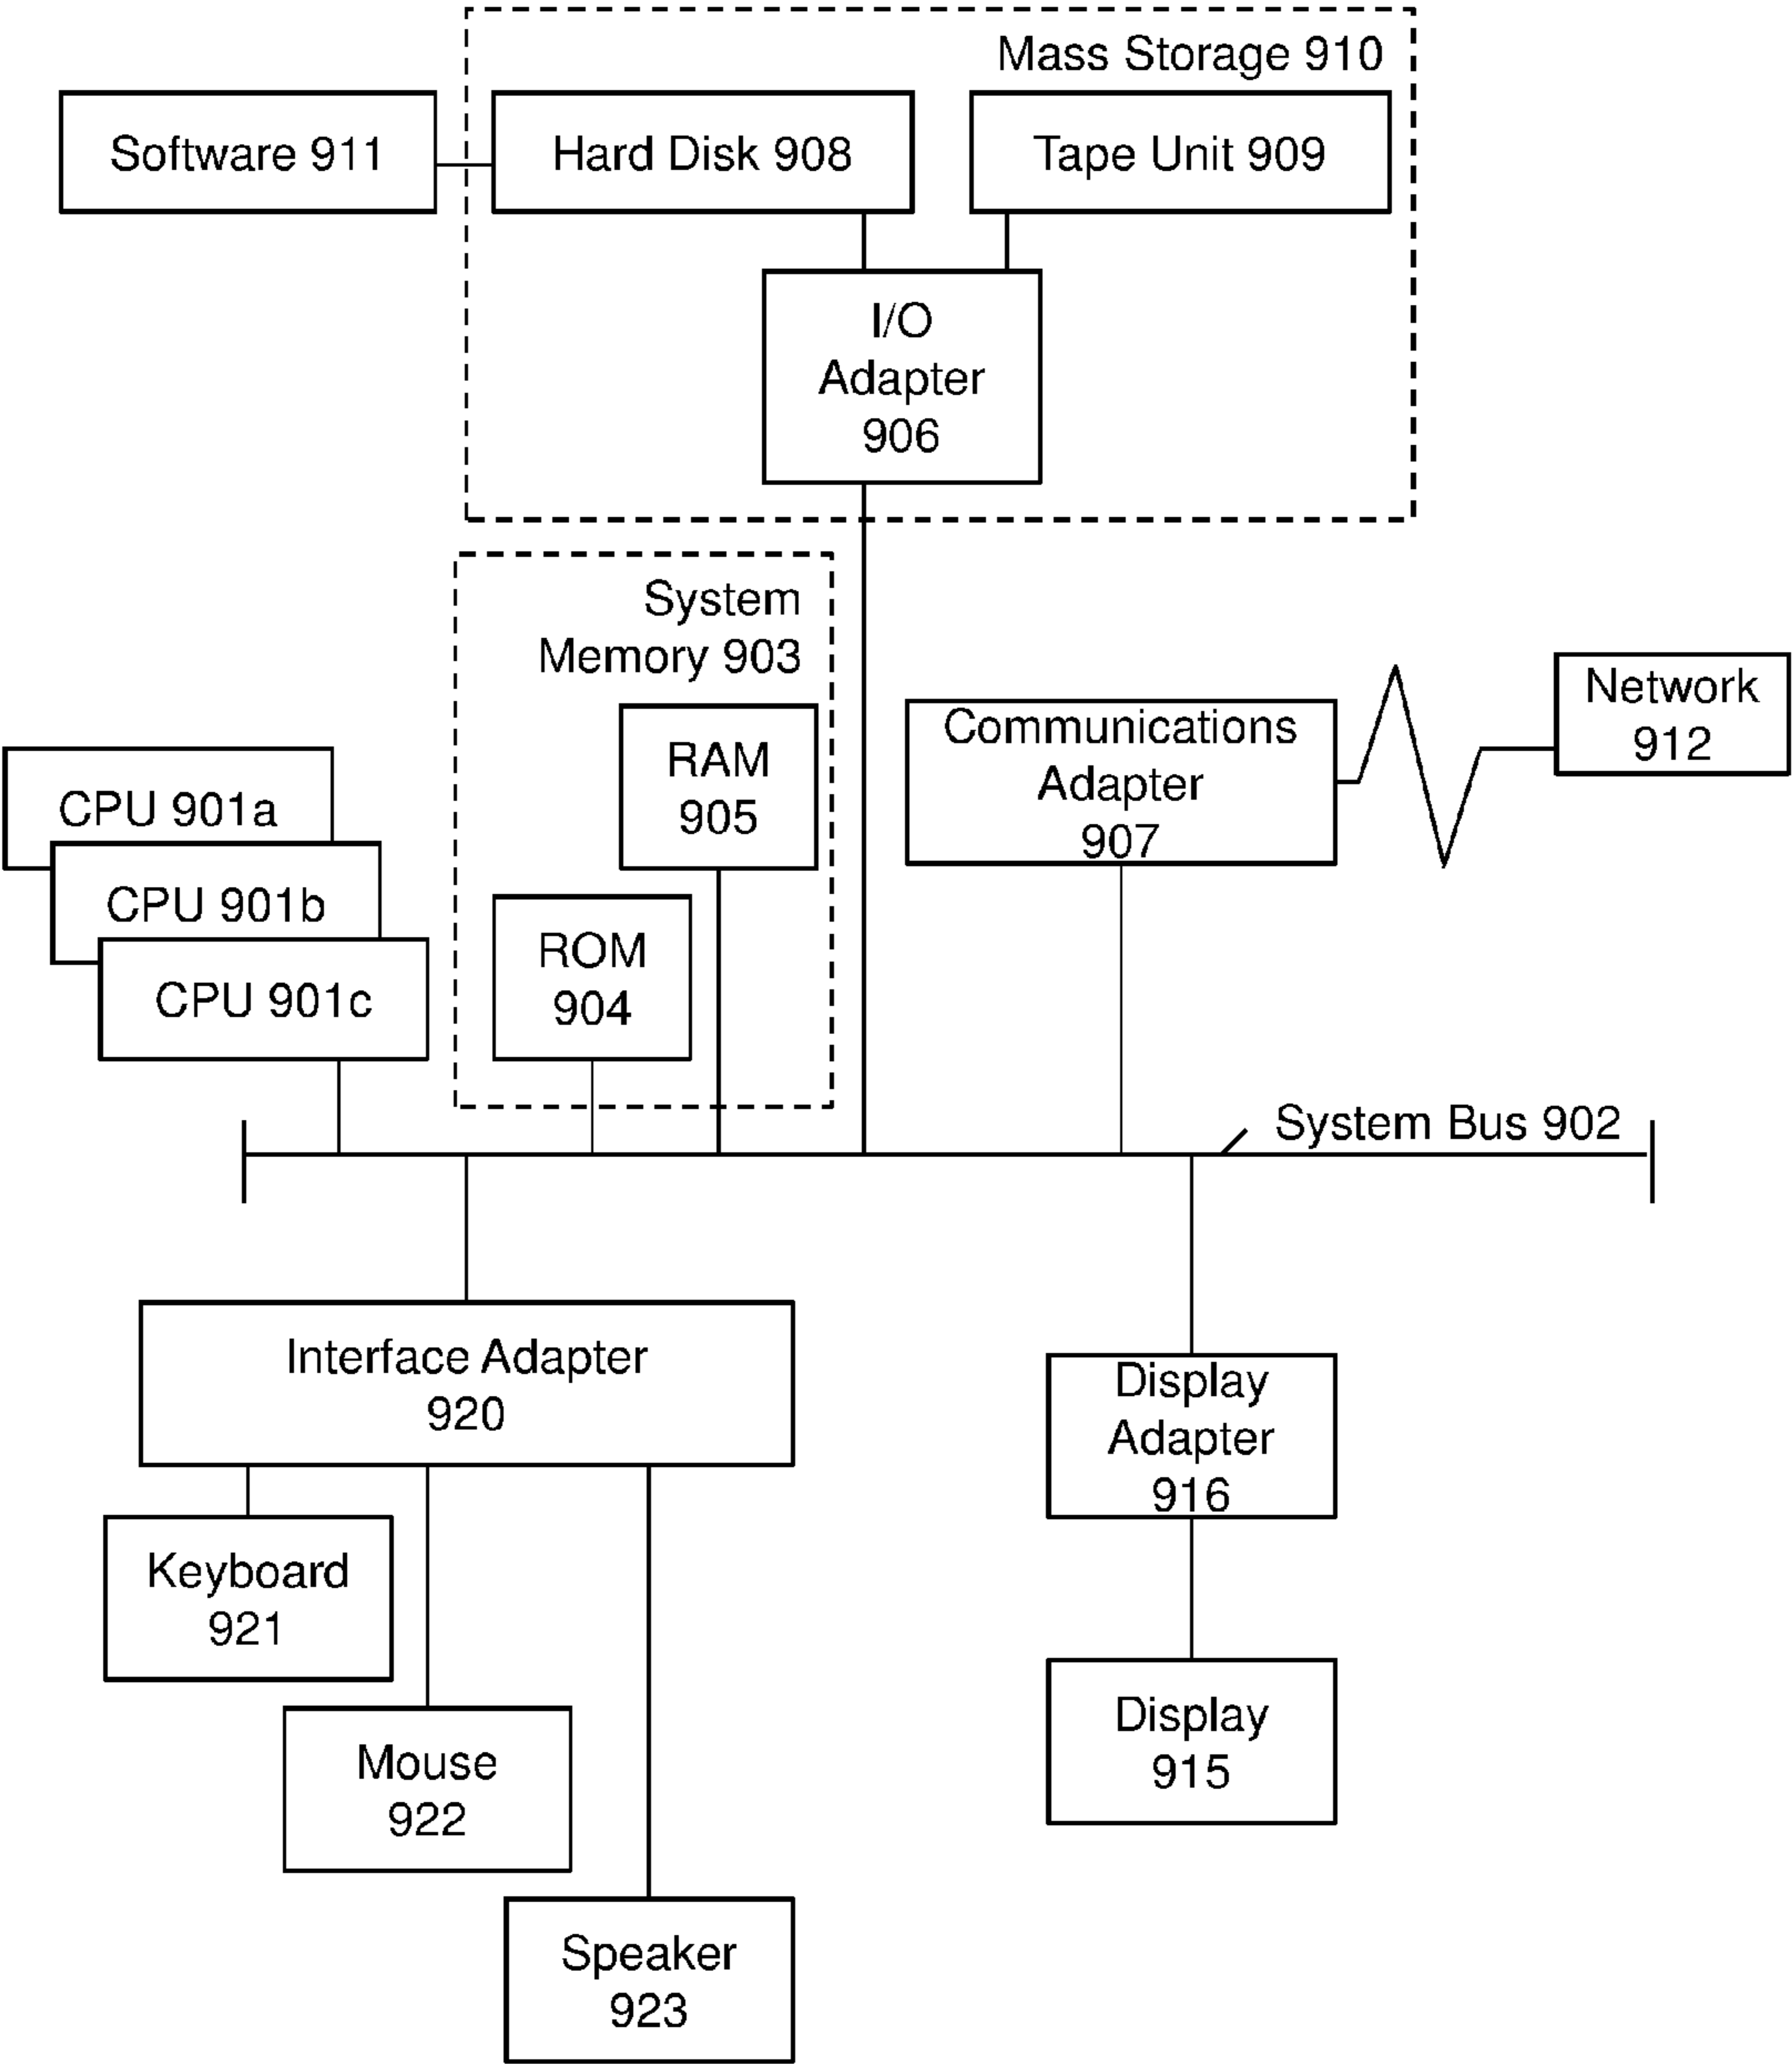 Mass Storage 910
Software 911
Hard Disk 908
Tape Unit 909
I/O
Adapter
906
System
Memory 903
RAM
905
ROM
904
Communications
Adapter
907
Network
912
CPU 901a
CPU 901b
CPU 901c
System Bus 902
Interface Adapter
920
Display
Adapter
916
Keyboard
921
Mouse
922
Display
915
Speaker
923